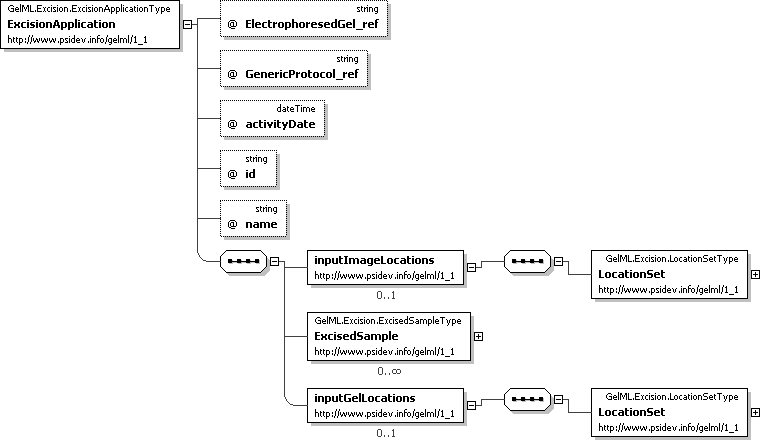 GelML.Excision.ExcisionApplicationType
ExcisionApplication
http://www.psidev.info/gelml/1_1
string
@ ElectrophoresedGel_ref
string
@ GenericProtocol_ref
dateTime
@ activityDate
string
@ id
string
@ name
inputImageLocations
http://www.psidev.info/gelml/1_1
0..1
GelML.Excision.LocationSetType
LocationSet
http://www.psidev.info/gelml/1_1
GelML.Excision.ExcisedSampleType
ExcisedSample
http://www.psidev.info/gelml/1_1
0..∞
inputGelLocations
http://www.psidev.info/gelml/1_1
0..1
GelML.Excision.LocationSetType
LocationSet
http://www.psidev.info/gelml/1_1